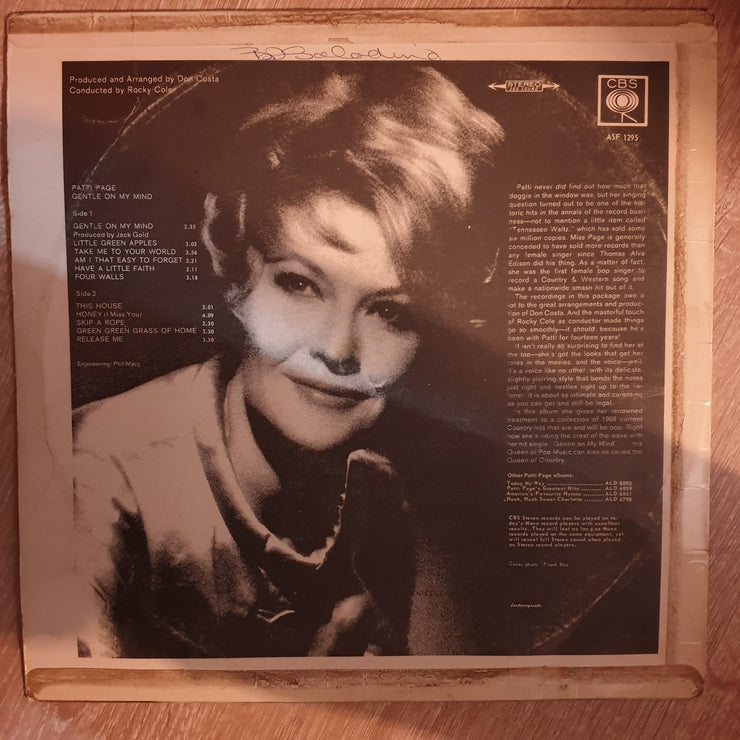 Produced and Arranged by Don Costa
Conducted by Rocky Cole
STEREO
CBS
ASF 1295
PATTI PAGE
GENTLE ON MY MIND
Side 1
GENTLE ON MY MIND 2.35
Produced by Jack Gold
LITTLE GREEN APPLES 3.03
TAKE ME TO YOUR WORLD 2.56
AM I THAT EASY TO FORGET 3.21
HAVE A LITTLE FAITH 2.11
FOUR WALLS 3.18
Side 2
THIS HOUSE 3.01
HONEY (I Miss You) 4.09
SKIP A ROPE 2.30
GREEN GREEN GRASS OF HOME 3.30
RELEASE ME 3.38
Engineering: Phil Macy
Patti never did find out how much that
doggie in the window was, but her singing
question turned out to be one of the his-
toric hits in the annals of the record busi-
ness—not to mention a little item called
"Tennessee Waltz," which has sold some
six million copies. Miss Page is generally
conceded to have sold more records than
any female singer since Thomas Alva
Edison did his thing. As a matter of fact,
she was the first female pop singer to
record a Country & Western song and
make a nationwide smash hit out of it.
The recordings in this package owe a
lot to the great arrangements and produc-
tion of Don Costa. And the masterful touch
of Rocky Cole as conductor made things
go so smoothly—it should, because he's
been with Patti for fourteen years!
It isn't really so surprising to find her at
the too—she's got the looks that get her
roles in the movies, and the voice—well,
it's a voice like no other, with its delicate,
slightly slurring style that bends the notes
just right and nestles right up to the lis-
tener. It is about as intimate and caressing
as you can get and still be legal.
In this album she gives her renowned
treatment to a collection of 1968 current
Country hits that are and will be pop. Right
now she's riding the crest of the wave with
her hit single "Gentle on My Mind
this
Queen of Pop Music can also be called the
Queen of Country.
Other Patti Page albums:
Today My Way ALD 8092
Patti Page's Greatest Hits ALD 6959
America's Favourite Hymns ALD 6941
Hush, Hush, Sweet Charlotte ALD 6798
CBS Stereo records can be played on to-
day's Mono record players with excellent
results. They will last as long as Mono
records played on the same equipment, yet
will reveal full Stereo sound when played
on Stereo record players.
Cover photo: Frank Bez